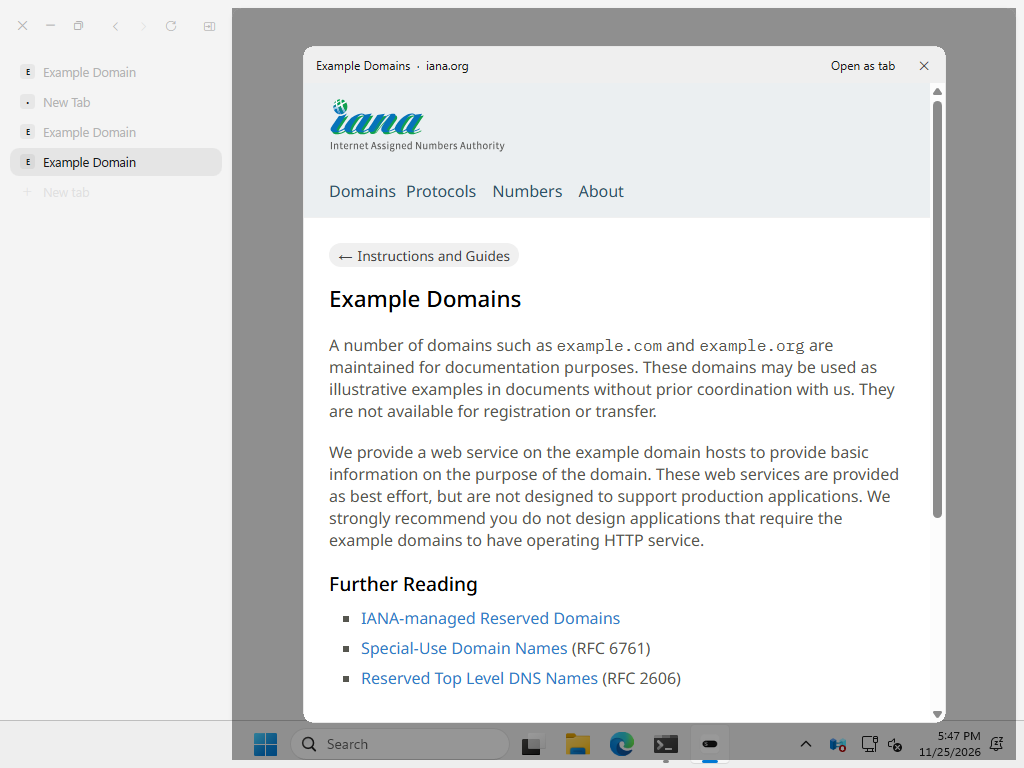 E Example Domain
• New Tab
E Example Domain
E Example Domain
+ New tab
Example Domains · iana.org
Open as tab
iana
Internet Assigned Numbers Authority
Domains Protocols Numbers About
← Instructions and Guides
Example Domains
A number of domains such as example.com and example.org are
maintained for documentation purposes. These domains may be used as
illustrative examples in documents without prior coordination with us. They
are not available for registration or transfer.
We provide a web service on the example domain hosts to provide basic
information on the purpose of the domain. These web services are provided
as best effort, but are not designed to support production applications. We
strongly recommend you do not design applications that require the
example domains to have operating HTTP service.
Further Reading
IANA-managed Reserved Domains
Special-Use Domain Names (RFC 6761)
Reserved Top Level DNS Names (RFC 2606)
Search
5:47 PM
11/25/2026